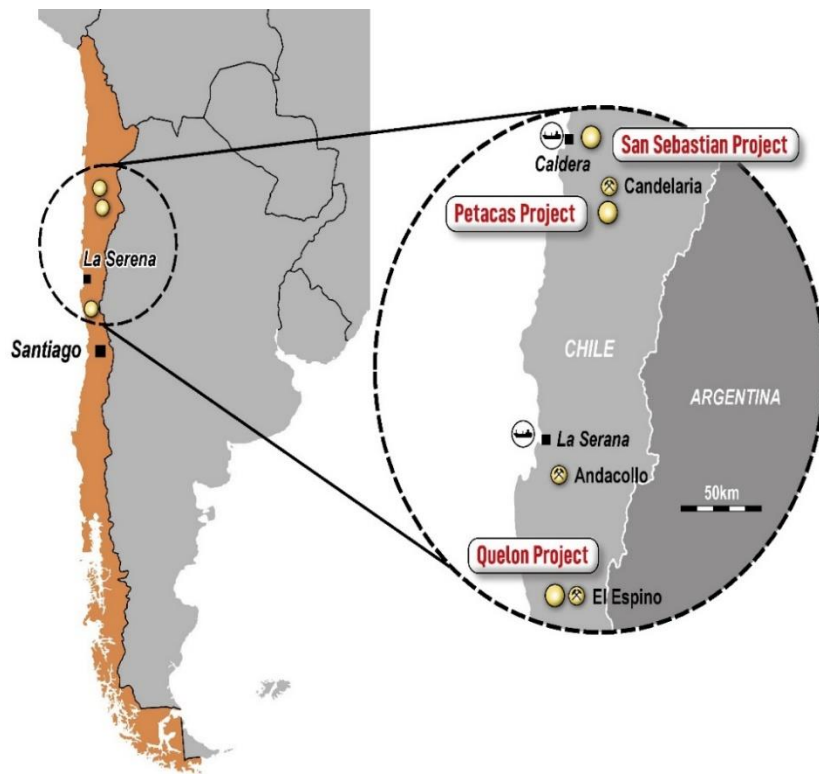 La Serena
Santiago
San Sebastian Project
Caldera
Candelaria
Petacas Project
CHILE
ARGENTINA
La Serana
Andacollo
50km
Quelon Project
El Espino